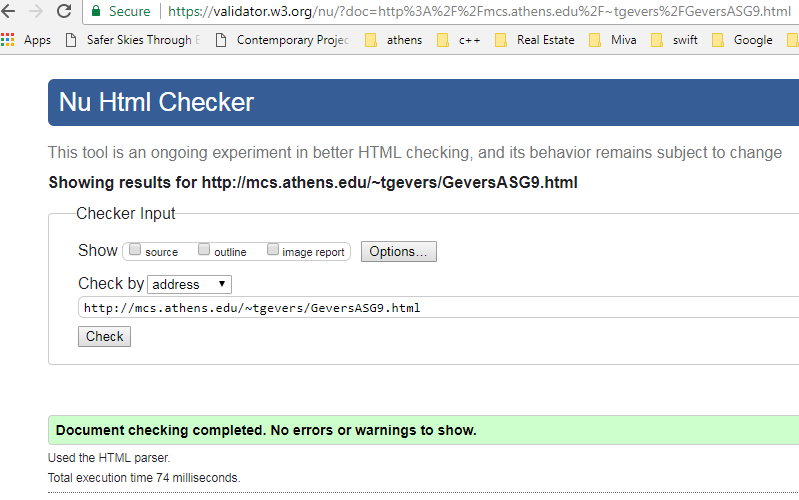 Secure https://validator.w3.org/nu/?doc=http%3A%2F%2Fmcs.athens.edu%2F~tgevers%2FGeversASG9.html
Apps Safer Skies Through Contemporary Projec athens c++ Real Estate Miva swift Google
Nu Html Checker
This tool is an ongoing experiment in better HTML checking, and its behavior remains subject to change
Showing results for http://mcs.athens.edu/~tgevers/GeversASG9.html
Checker Input
Show source outline image report Options...
Check by address
http://mcs.athens.edu/~tgevers/GeversASG9.html
Check
Document checking completed. No errors or warnings to show.
Used the HTML parser.
Total execution time 74 milliseconds.